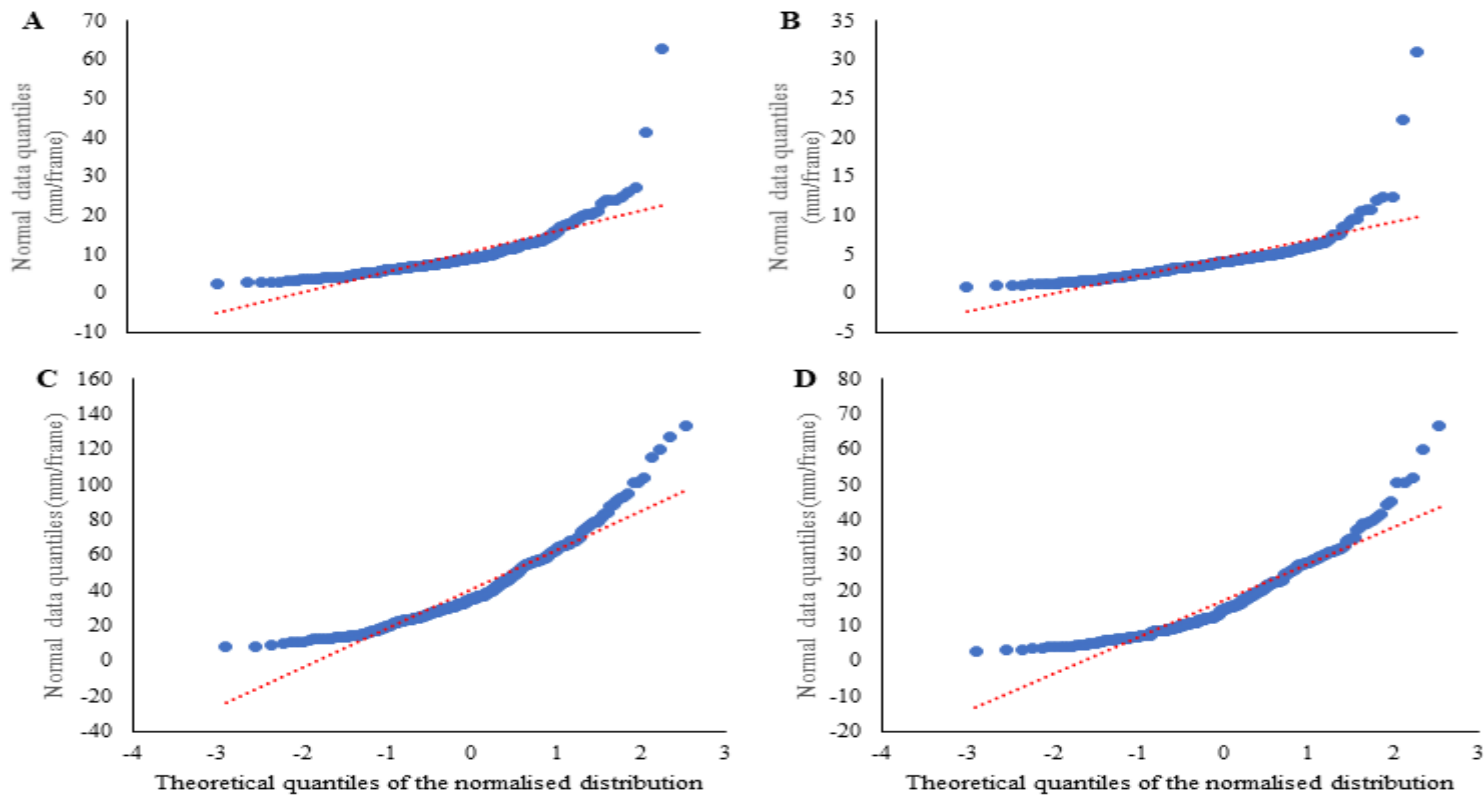 A
Normal data quantiles
(mm/frame)
70
60
50
40
30
20
10
0
-10
B
Normal data quantiles
(mm/frame)
35
30
25
20
15
10
5
0
-5
C
Normal data quantiles (mm/frame)
160
140
120
100
80
60
40
20
0
-20
-40
-4 -3 -2 -1 0 1 2 3
Theoretical quantiles of the normalised distribution
D
Normal data quantiles (mm/frame)
80
70
60
50
40
30
20
10
0
-10
-20
-4 -3 -2 -1 0 1 2 3
Theoretical quantiles of the normalised distribution